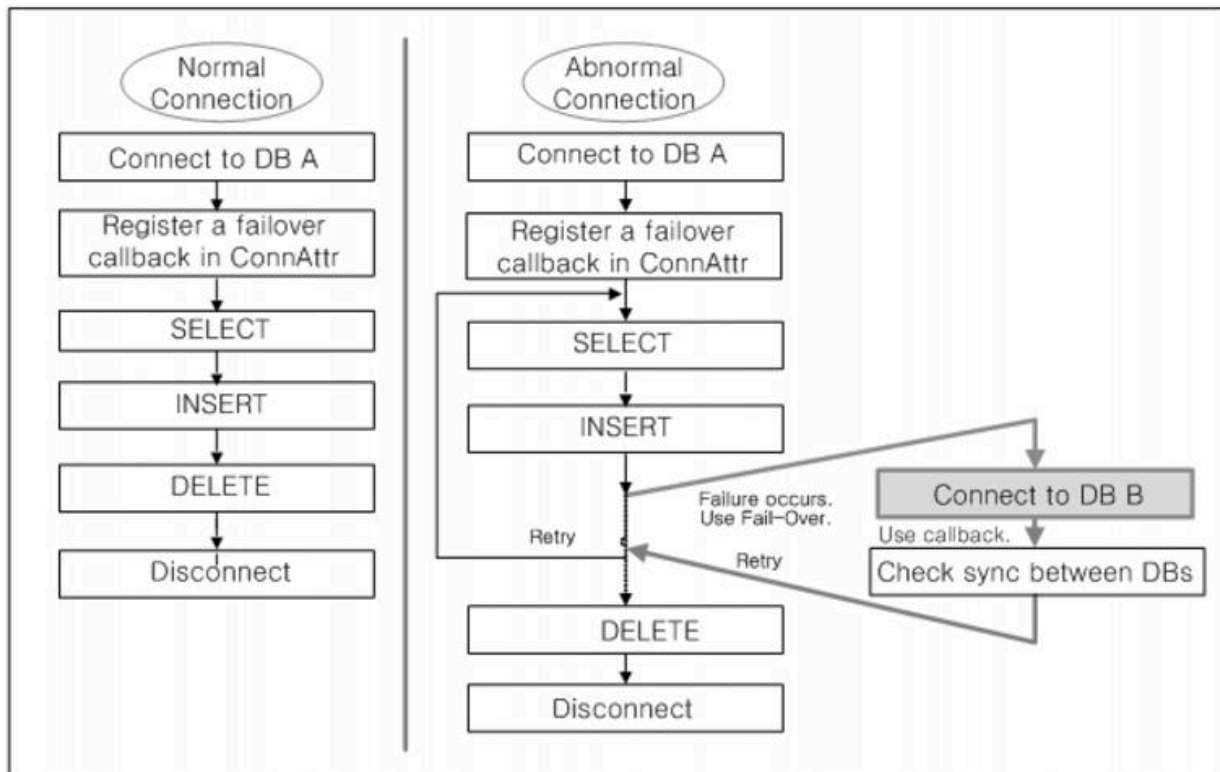 Normal
Connection
Connect to DB A
Register a failover
callback in ConnAttr
SELECT
INSERT
DELETE
Disconnect
Abnormal
Connection
Connect to DB A
Register a failover
callback in ConnAttr
SELECT
INSERT
Failure occurs.
Use Fail-Over.
Connect to DB B
Use callback.
Check sync between DBs
Retry
Retry
DELETE
Disconnect